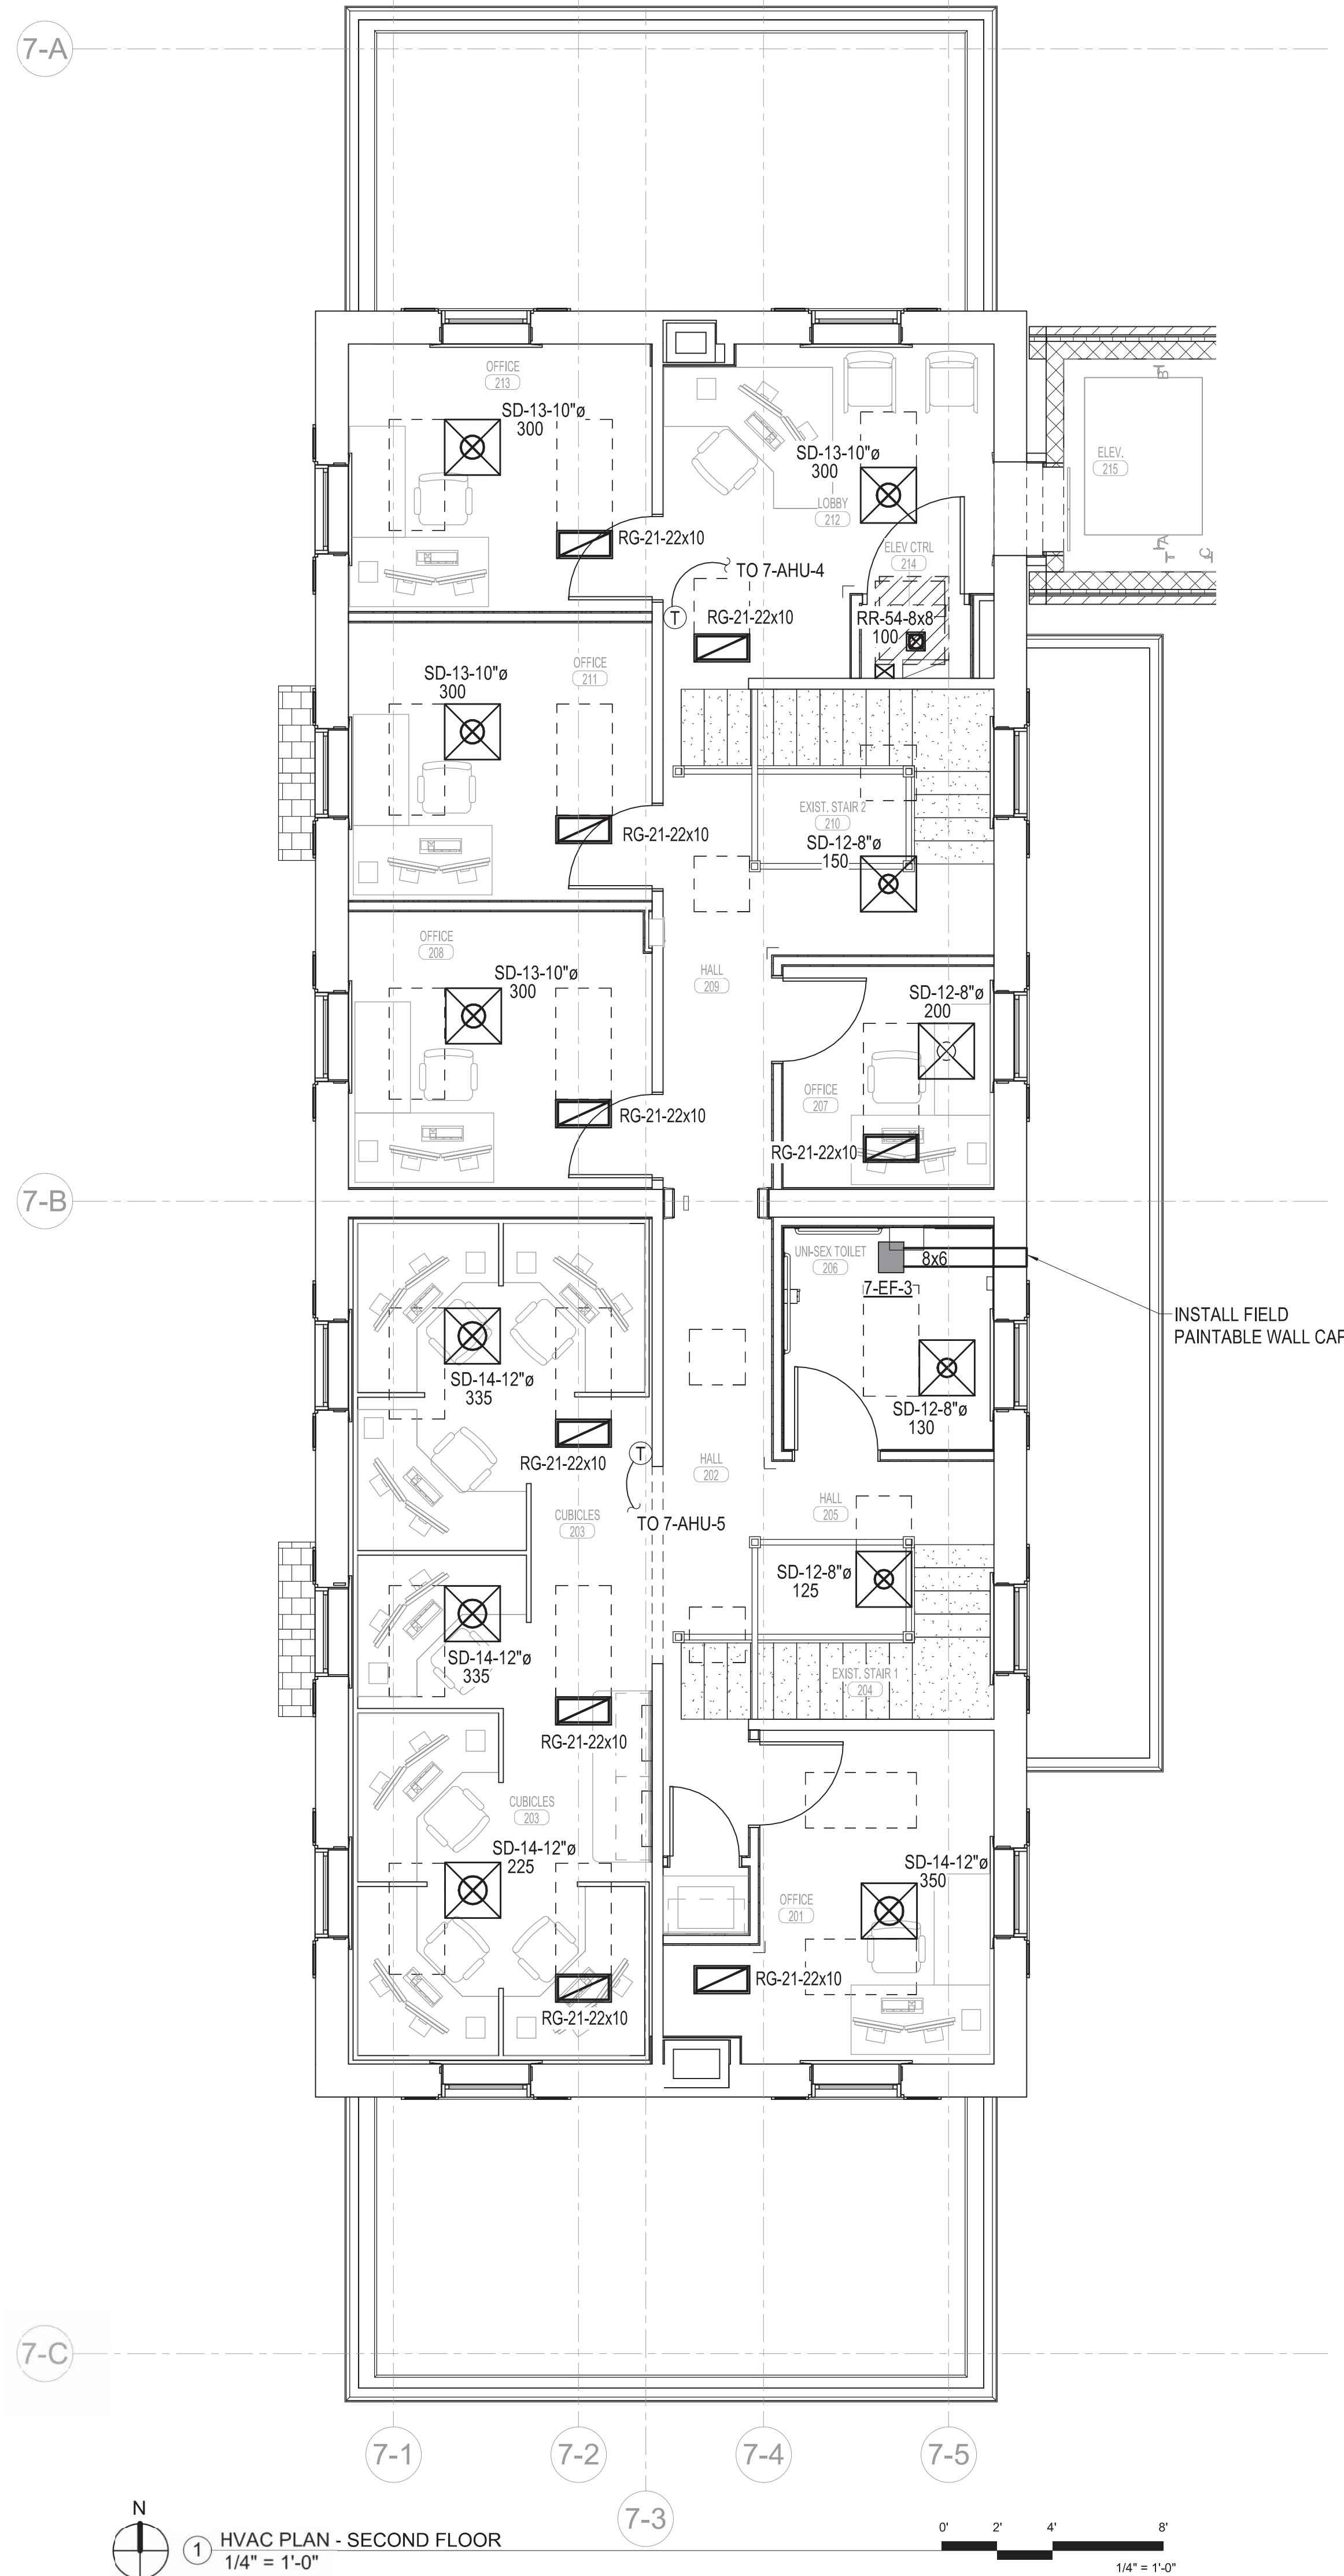 7-A
OFFICE
213
SD-13-10"ø
300
RG-21-22x10
SD-13-10"ø
300
LOBBY
212
ELEV CTRL
214
RR-54-8x8
100
ELEV.
215
B
A
C
TO 7-AHU-4
T
RG-21-22x10
OFFICE
211
SD-13-10"ø
300
RG-21-22x10
EXIST. STAIR 2
210
SD-12-8"ø
150
OFFICE
208
SD-13-10"ø
300
RG-21-22x10
HALL
209
SD-12-8"ø
200
OFFICE
207
RG-21-22x10
7-B
UNI-SEX TOILET
206
8x6
7-EF-3
INSTALL FIELD
PAINTABLE WALL CAP
SD-12-8"ø
130
SD-14-12"ø
335
RG-21-22x10
T
TO 7-AHU-5
CUBICLES
203
HALL
202
HALL
205
SD-12-8"ø
125
SD-14-12"ø
335
RG-21-22x10
EXIST. STAIR 1
204
CUBICLES
203
SD-14-12"ø
225
RG-21-22x10
SD-14-12"ø
350
OFFICE
201
RG-21-22x10
7-C
7-1
7-2
7-3
7-4
7-5
N
1
HVAC PLAN - SECOND FLOOR
1/4" = 1'-0"
0' 2' 4' 8'
1/4" = 1'-0"